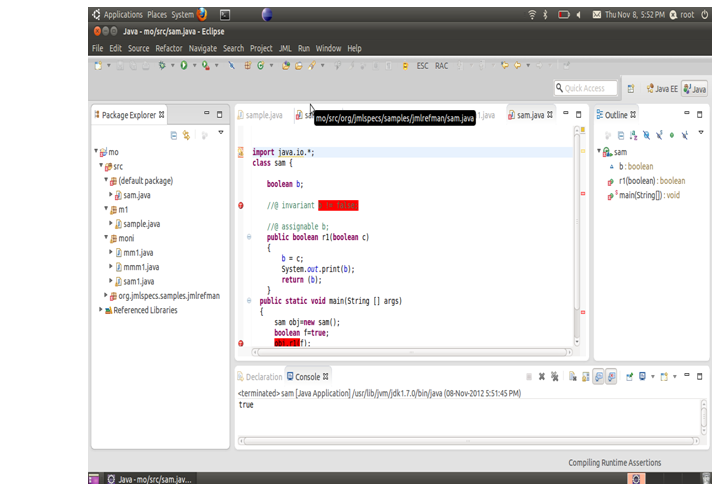 Applications Places System
Thu Nov 8, 5:52 PM root
Java - mo/src/sam.java - Eclipse
File Edit Source Refactor Navigate Search Project JML Run Window Help
ESC RAC
Quick Access
Java EE
Java
Package Explorer
mo
src
(default package)
sam.java
m1
sample.java
moni
mm1.java
mmm1.java
sam1.java
org.jmlspecs.samples.jmlrefman
Referenced Libraries
sample.java
1.java
sam.java
mo/src/org/jmlspecs/samples/jmlrefman/sam.java
import java.io.*;
class sam {
boolean b;
//@ invariant
//@ assignable b;
public boolean r1(boolean c)
{
b = c;
System.out.print(b);
return (b);
}
public static void main(String [] args)
{
sam obj=new sam();
boolean f=true;
obj.r1(f);
Outline
sam
b : boolean
r1(boolean) : boolean
main(String[]) : void
Declaration Console
<terminated> sam [Java Application] /usr/lib/jvm/jdk1.7.0/bin/java (08-Nov-2012 5:51:45 PM)
true
Compiling Runtime Assertions
Java - mo/src/sam.jav...